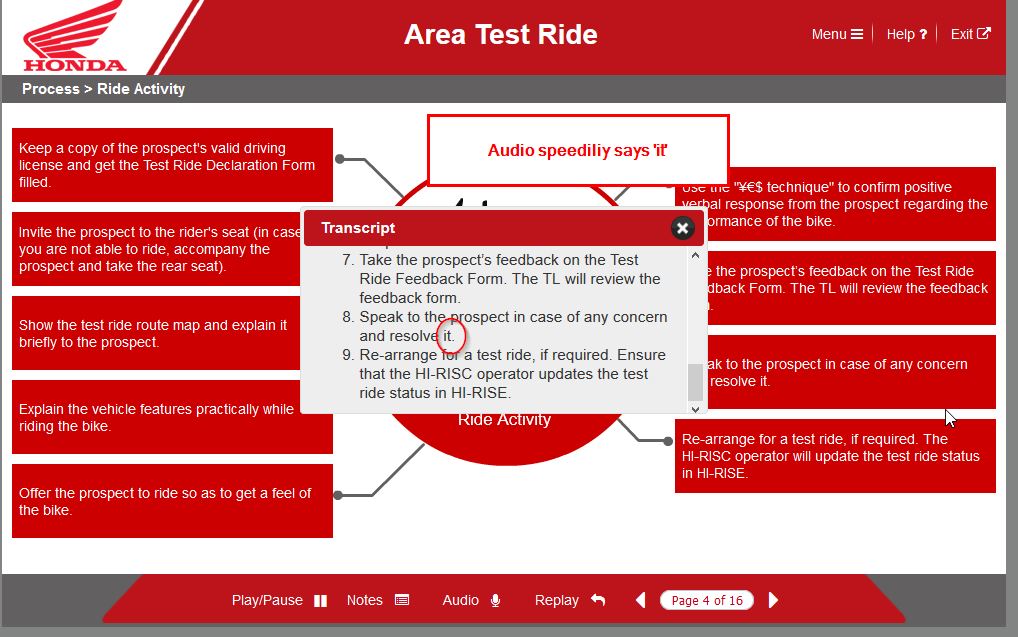 HONDA
Area Test Ride
Menu
Help ?
Exit
Process > Ride Activity
Keep a copy of the prospect's valid driving
license and get the Test Ride Declaration Form
filled.
Invite the prospect to the rider's seat (in case
you are not able to ride, accompany the
prospect and take the rear seat).
Show the test ride route map and explain it
briefly to the prospect.
Explain the vehicle features practically while
riding the bike.
Offer the prospect to ride so as to get a feel of
the bike.
Audio speediliy says 'it'
Transcript
7. Take the prospect's feedback on the Test
Ride Feedback Form. The TL will review the
feedback form.
8. Speak to the prospect in case of any concern
and resolve it.
9. Re-arrange for a test ride, if required. Ensure
that the HI-RISC operator updates the test
ride status in HI-RISE.
Ride Activity
Use the "¥€$ technique" to confirm positive
verbal response from the prospect regarding the
formance of the bike.
the prospect's feedback on the Test Ride
dback Form. The TL will review the feedback
ak to the prospect in case of any concern
resolve it.
Re-arrange for a test ride, if required. The
HI-RISC operator will update the test ride status
in HI-RISE.
Play/Pause
Notes
Audio
Replay
Page 4 of 16